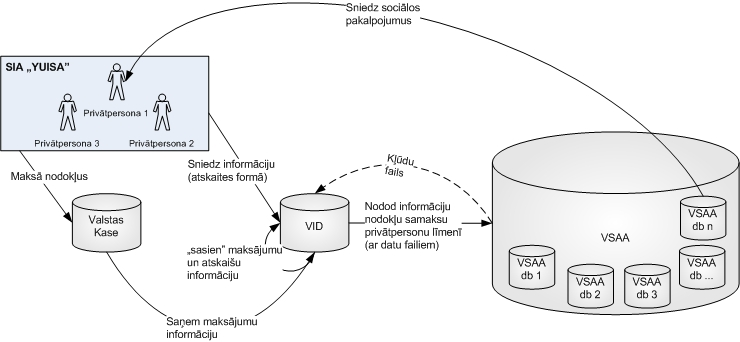 Sniedz sociālos
pakalpojumus
SIA „YUISA”
Privātpersona 1
Privātpersona 3
Privātpersona 2
Maksā nodokļus
Sniedz informāciju
(atskaites formā)
Kļūdu
fails
Valstas
Kase
VID
Nodod informāciju
nodokļu samaksu
privātpersonu līmenī
(ar datu failiem)
„sasien” maksājumu
un atskaišu
informāciju
VSAA
VSAA
db n
VSAA
db 1
VSAA
db 2
VSAA
db 3
VSAA
db ...
Saņem maksājumu
informāciju